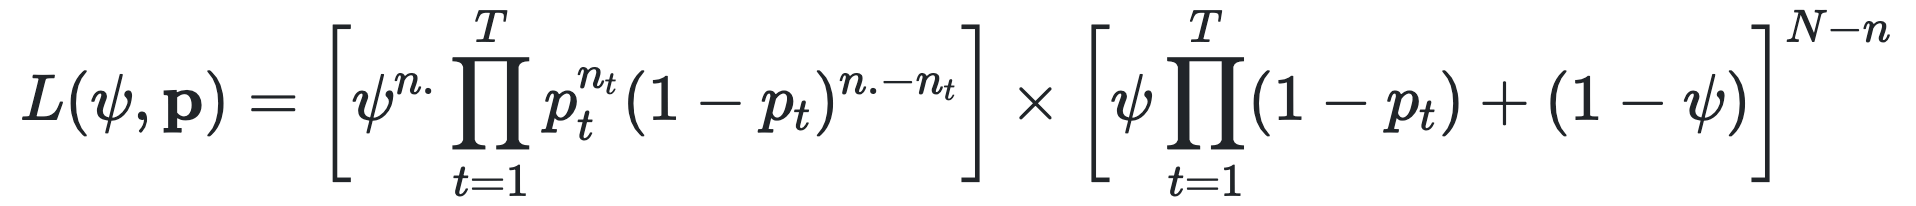 $L(\psi, \mathbf{p}) = \left[ \psi^{n.} \prod_{t=1}^{T} p_t^{n_t} (1 - p_t)^{n. - n_t} \right] \times \left[ \psi \prod_{t=1}^{T} (1 - p_t) + (1 - \psi) \right]^{N-n}$